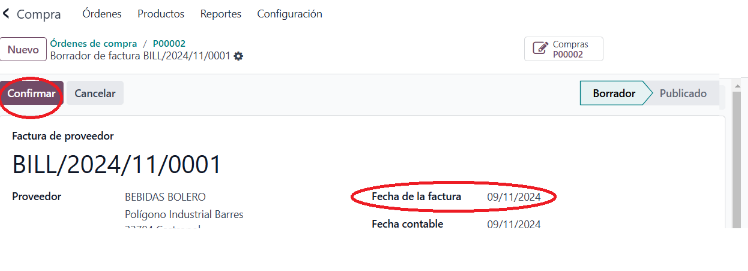 Compra Órdenes Productos Reportes Configuración
Nuevo Órdenes de compra / P00002
Borrador de factura BILL/2024/11/0001
Compras
P00002
Confirmar Cancelar Borrador Publicado
Factura de proveedor
BILL/2024/11/0001
Proveedor BEBIDAS BOLERO Fecha de la factura 09/11/2024
Polígono Industrial Barres
Fecha contable 09/11/2024